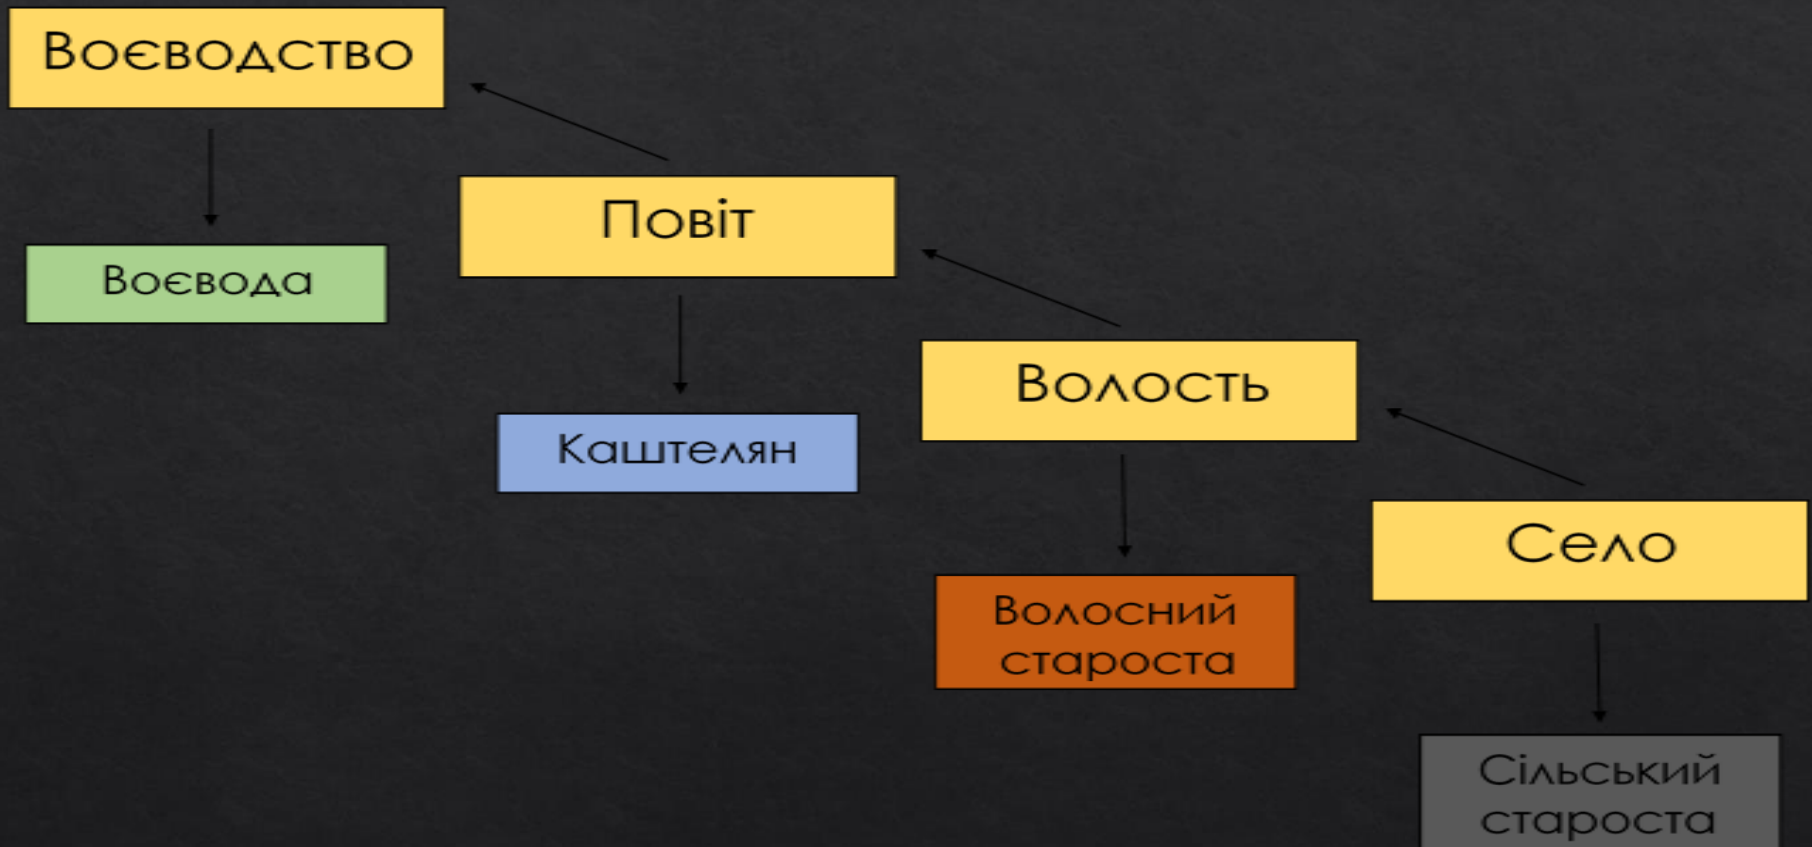 Воєводство
Повіт
Воєвода
Волость
Каштелян
Село
Волосний
староста
Сільський
староста